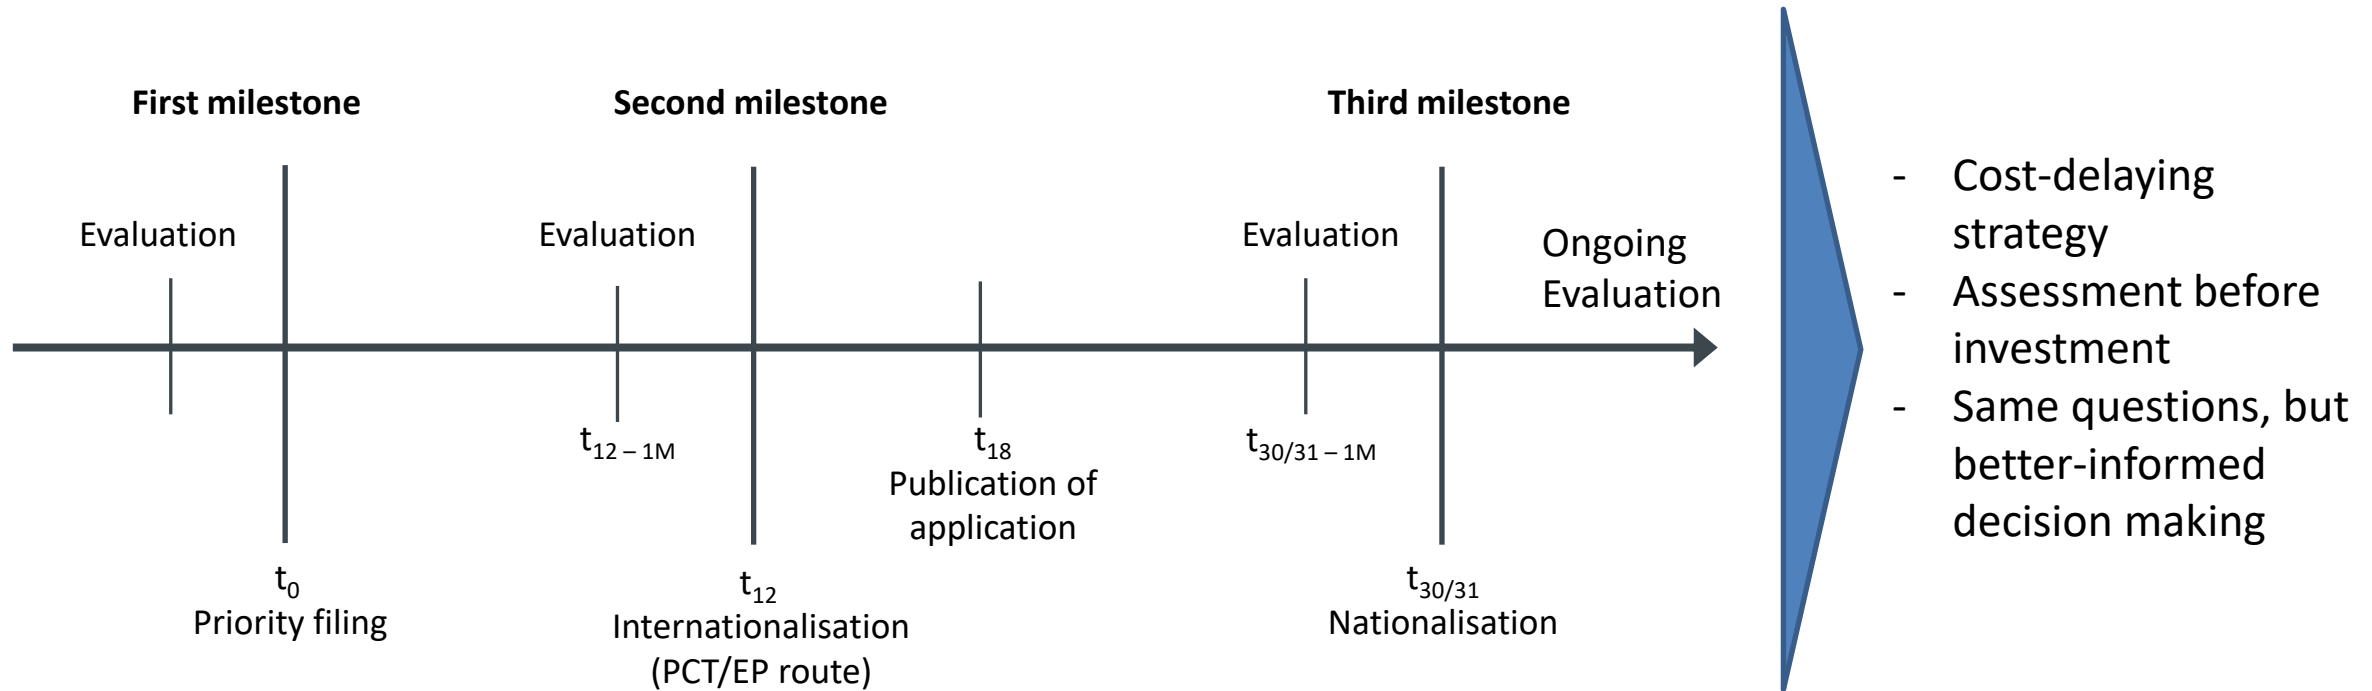 First milestone
Second milestone
Third milestone
Evaluation
Evaluation
Evaluation
Ongoing
Evaluation
t12 – 1M
t18
Publication of
application
t30/31 – 1M
t0
Priority filing
t12
Internationalisation
(PCT/EP route)
t30/31
Nationalisation
- Cost-delaying
strategy
- Assessment before
investment
- Same questions, but
better-informed
decision making